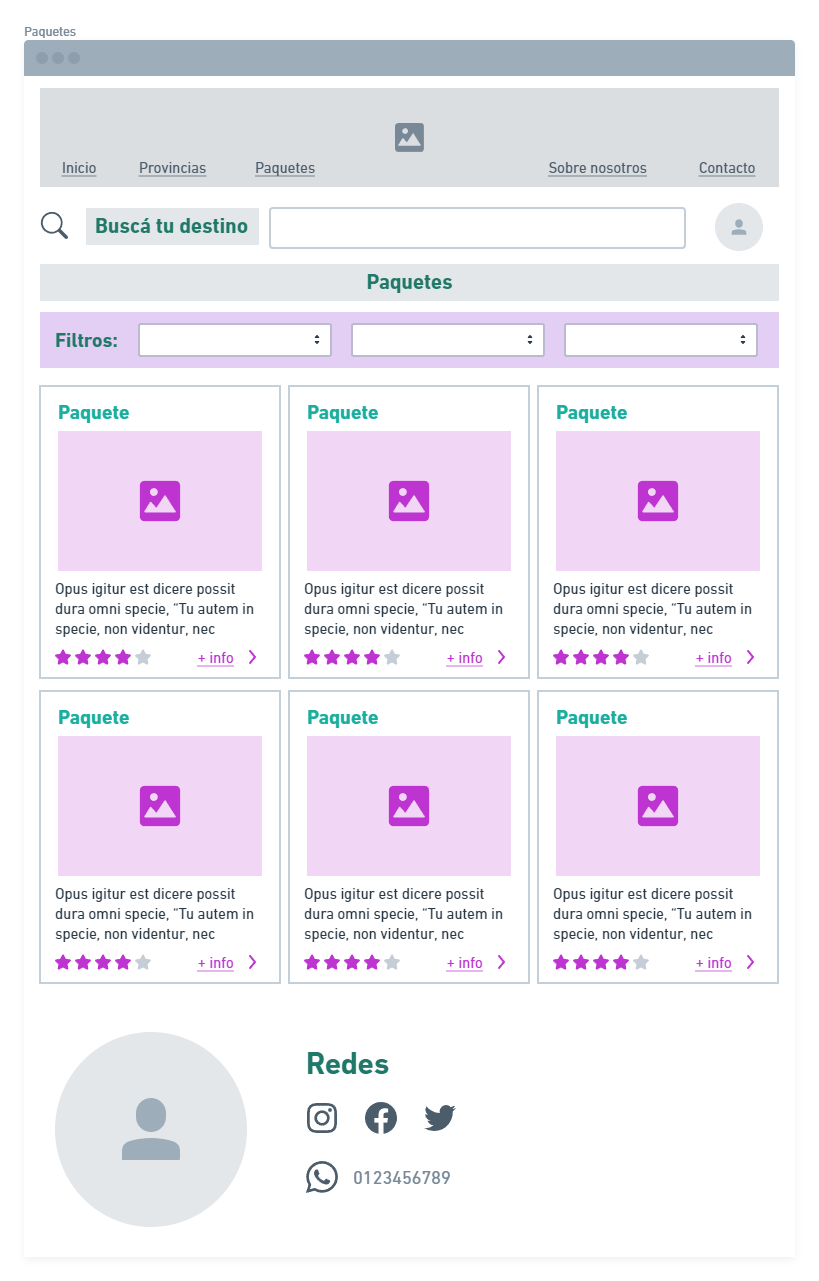 Paquetes
Inicio Provincias Paquetes Sobre nosotros Contacto
Buscá tu destino
Paquetes
Filtros:
Paquete
Opus igitur est dicere possit
dura omni specie, “Tu autem in
specie, non videntur, nec
+ info
Paquete
Opus igitur est dicere possit
dura omni specie, “Tu autem in
specie, non videntur, nec
+ info
Paquete
Opus igitur est dicere possit
dura omni specie, “Tu autem in
specie, non videntur, nec
+ info
Paquete
Opus igitur est dicere possit
dura omni specie, “Tu autem in
specie, non videntur, nec
+ info
Paquete
Opus igitur est dicere possit
dura omni specie, “Tu autem in
specie, non videntur, nec
+ info
Paquete
Opus igitur est dicere possit
dura omni specie, “Tu autem in
specie, non videntur, nec
+ info
Redes
0123456789